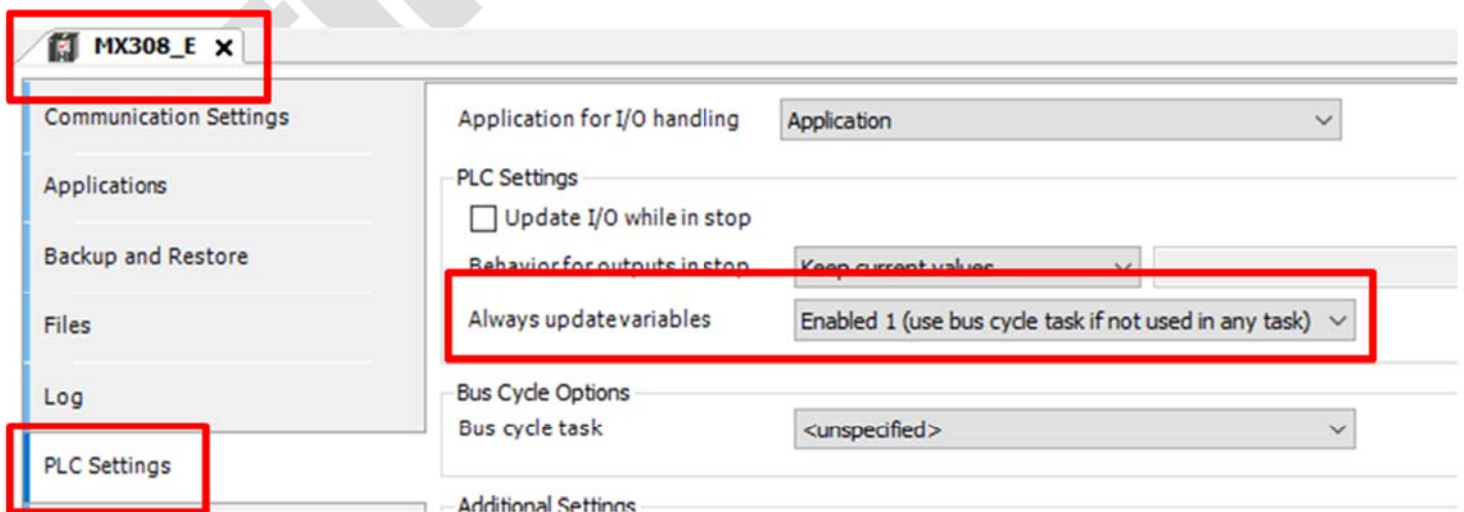 MX308_E X
Communication Settings
Applications
Backup and Restore
Files
Log
PLC Settings
Application for I/O handling Application
PLC Settings
Update I/O while in stop
Behavior for outputs in stop Keep current values
Always update variables Enabled 1 (use bus cycle task if not used in any task)
Bus Cycle Options
Bus cycle task <unspecified>
Additional Settings